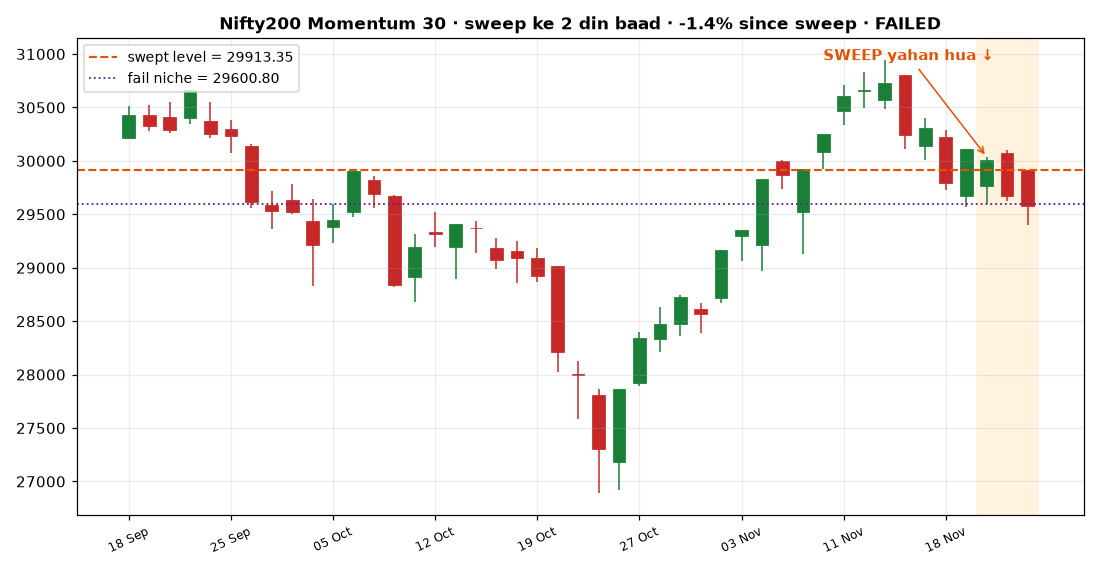 Nifty200 Momentum 30 · sweep ke 2 din baad · -1.4% since sweep · FAILED
swept level = 29913.35
fail niche = 29600.80
SWEEP yahan hua ↓
31000
30500
30000
29500
29000
28500
28000
27500
27000
18 Sep
25 Sep
05 Oct
12 Oct
19 Oct
27 Oct
03 Nov
11 Nov
18 Nov